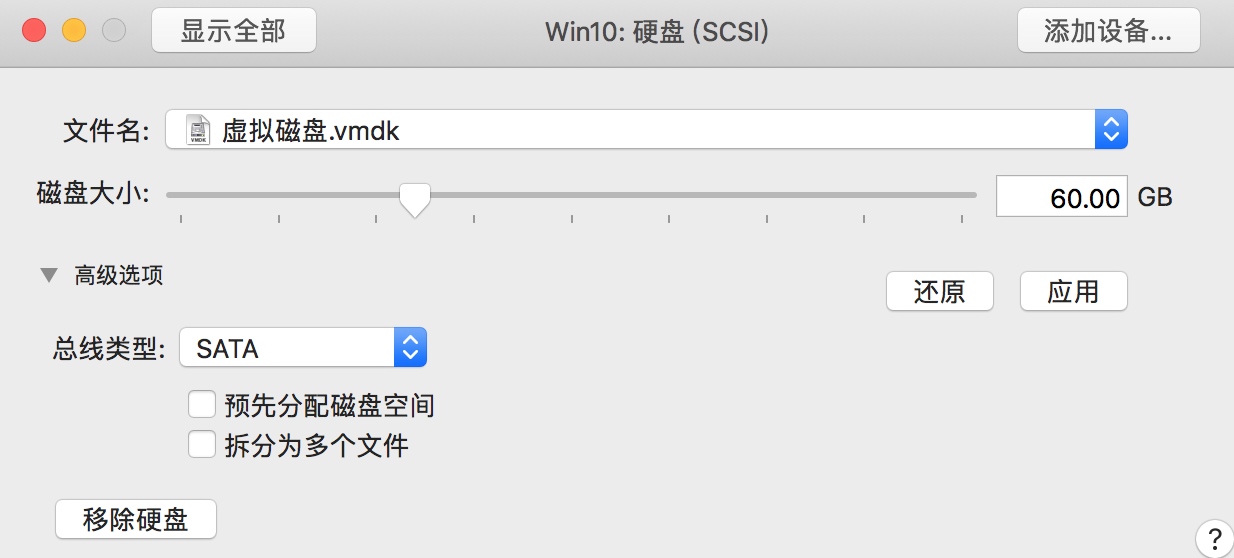 显示全部 Win10: 硬盘 (SCSI) 添加设备...
文件名: 虚拟磁盘.vmdk
磁盘大小: 60.00 GB
高级选项
还原 应用
总线类型: SATA
预先分配磁盘空间
拆分为多个文件
移除硬盘
?